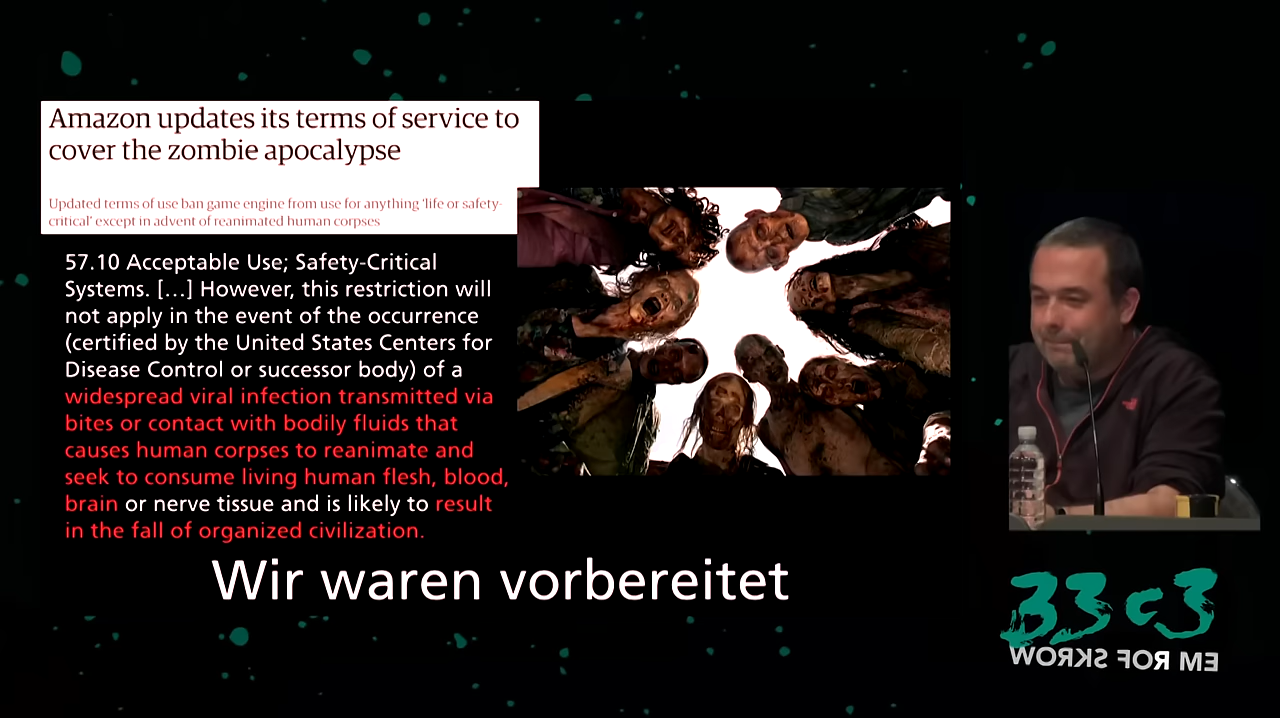 Amazon updates its terms of service to
cover the zombie apocalypse
Updated terms of use ban game engine from use for anything 'life or safety-
critical' except in advent of reanimated human corpses
57.10 Acceptable Use; Safety-Critical
Systems. […] However, this restriction will
not apply in the event of the occurrence
(certified by the United States Centers for
Disease Control or successor body) of a
widespread viral infection transmitted via
bites or contact with bodily fluids that
causes human corpses to reanimate and
seek to consume living human flesh, blood,
brain or nerve tissue and is likely to result
in the fall of organized civilization.
Wir waren vorbereitet
33c3
WORKS FOR ME